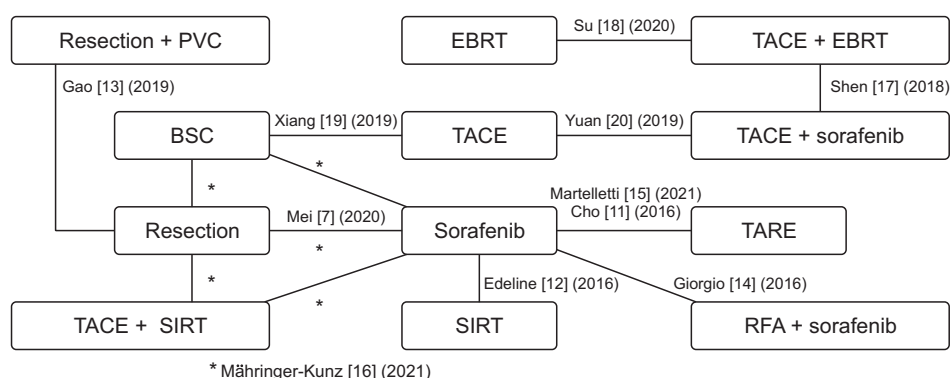 Resection + PVC
EBRT
Su [18] (2020)
TACE + EBRT
Gao [13] (2019)
Shen [17] (2018)
BSC
Xiang [19] (2019)
TACE
Yuan [20] (2019)
TACE + sorafenib
*
*
Martelletti [15] (2021)
Cho [11] (2016)
Resection
Mei [7] (2020)
*
Sorafenib
TARE
*
*
Edeline [12] (2016)
Giorgio [14] (2016)
TACE + SIRT
SIRT
RFA + sorafenib
* Mähringer-Kunz [16] (2021)